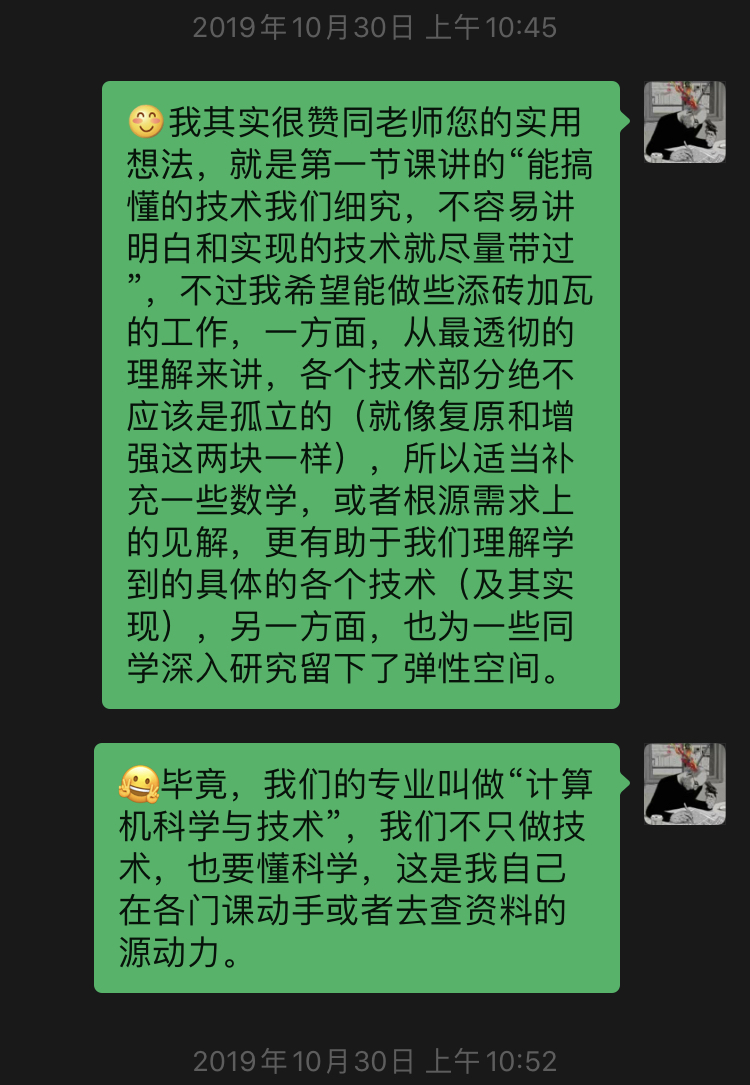 2019年10月30日 上午10:45
😊我其实很赞同老师您的实用
想法，就是第一节课讲的“能搞
懂的技术我们细究，不容易讲
明白和实现的技术就尽量带过
”，不过我希望能做些添砖加瓦
的工作，一方面，从最透彻的
理解来讲，各个技术部分绝不
应该是孤立的（就像复原和增
强这两块一样），所以适当补
充一些数学，或者根源需求上
的见解，更有助于我们理解学
到的具体的各个技术（及其实
现），另一方面，也为一些同
学深入研究留下了弹性空间。
🤗毕竟，我们的专业叫做“计算
机科学与技术”，我们不只做技
术，也要懂科学，这是我自己
在各门课动手或者去查资料的
源动力。
2019年10月30日 上午10:52